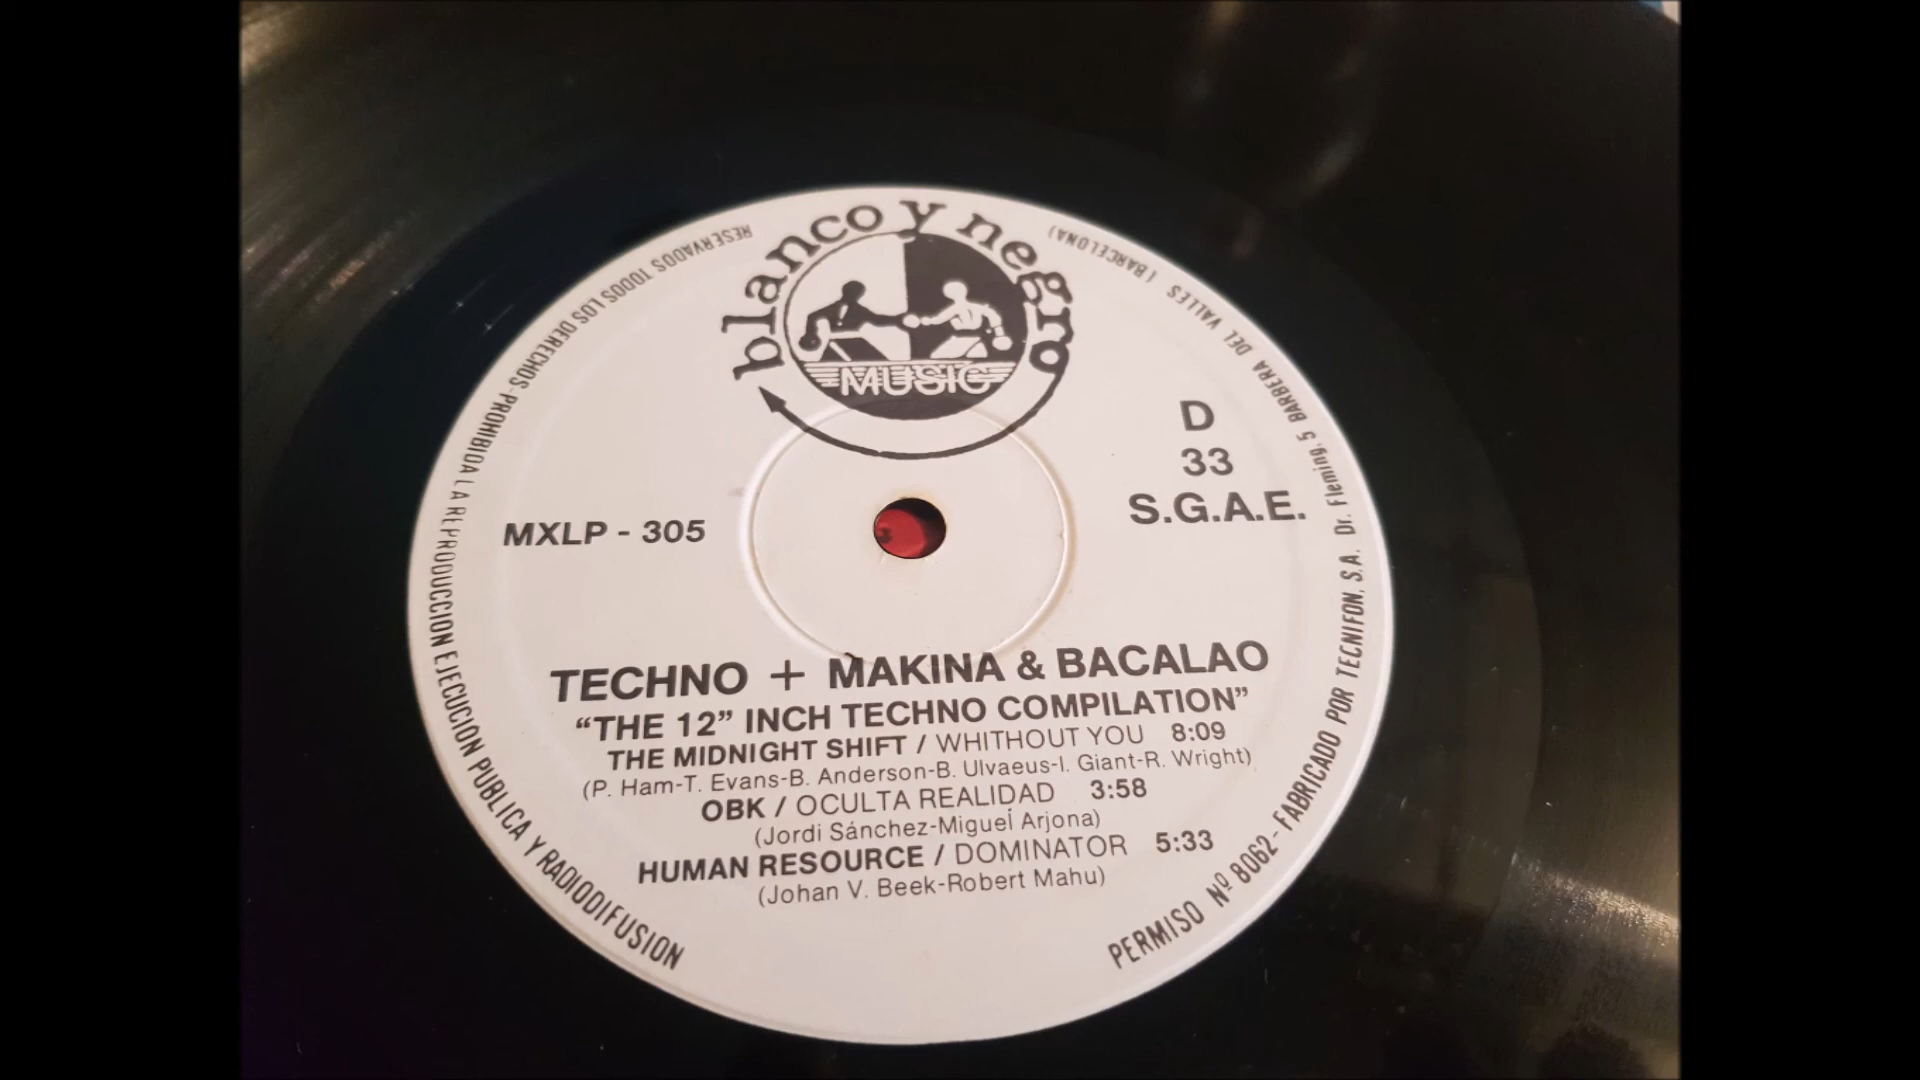 blanco y negro
MUSIC
D
33
S.G.A.E.
MXLP - 305
TECHNO + MAKINA & BACALAO
“THE 12” INCH TECHNO COMPILATION”
THE MIDNIGHT SHIFT / WHITHOUT YOU 8:09
(P. Ham-T. Evans-B. Anderson-B. Ulvaeus-I. Giant-R. Wright)
OBK / OCULTA REALIDAD 3:58
(Jordi Sánchez-Miguel Arjona)
HUMAN RESOURCE / DOMINATOR 5:33
(Johan V. Beek-Robert Mahu)
RESERVADOS TODOS LOS DERECHOS-PROHIBIDA LA REPRODUCCION EJECUCION PUBLICA Y RADIODIFUSION
PERMISO Nº 8062-FABRICADO POR TECNIFON, S.A. Dr. Fleming, 5 BARBERA DEL VALLES (BARCELONA)